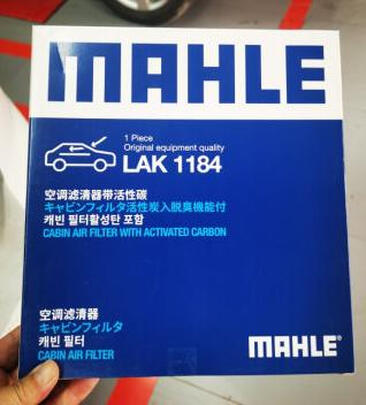 MAHLE
1 Piece
Original equipment quality
LAK 1184
空调滤清器带活性碳
キャビンフィルタ活性炭入脱臭機能付
캐빈 필터활성탄 포함
CABIN AIR FILTER WITH ACTIVATED CARBON
空调滤清器
キャビンフィルタ
캐빈 필터
CABIN AIR FILTER
MAHLE®